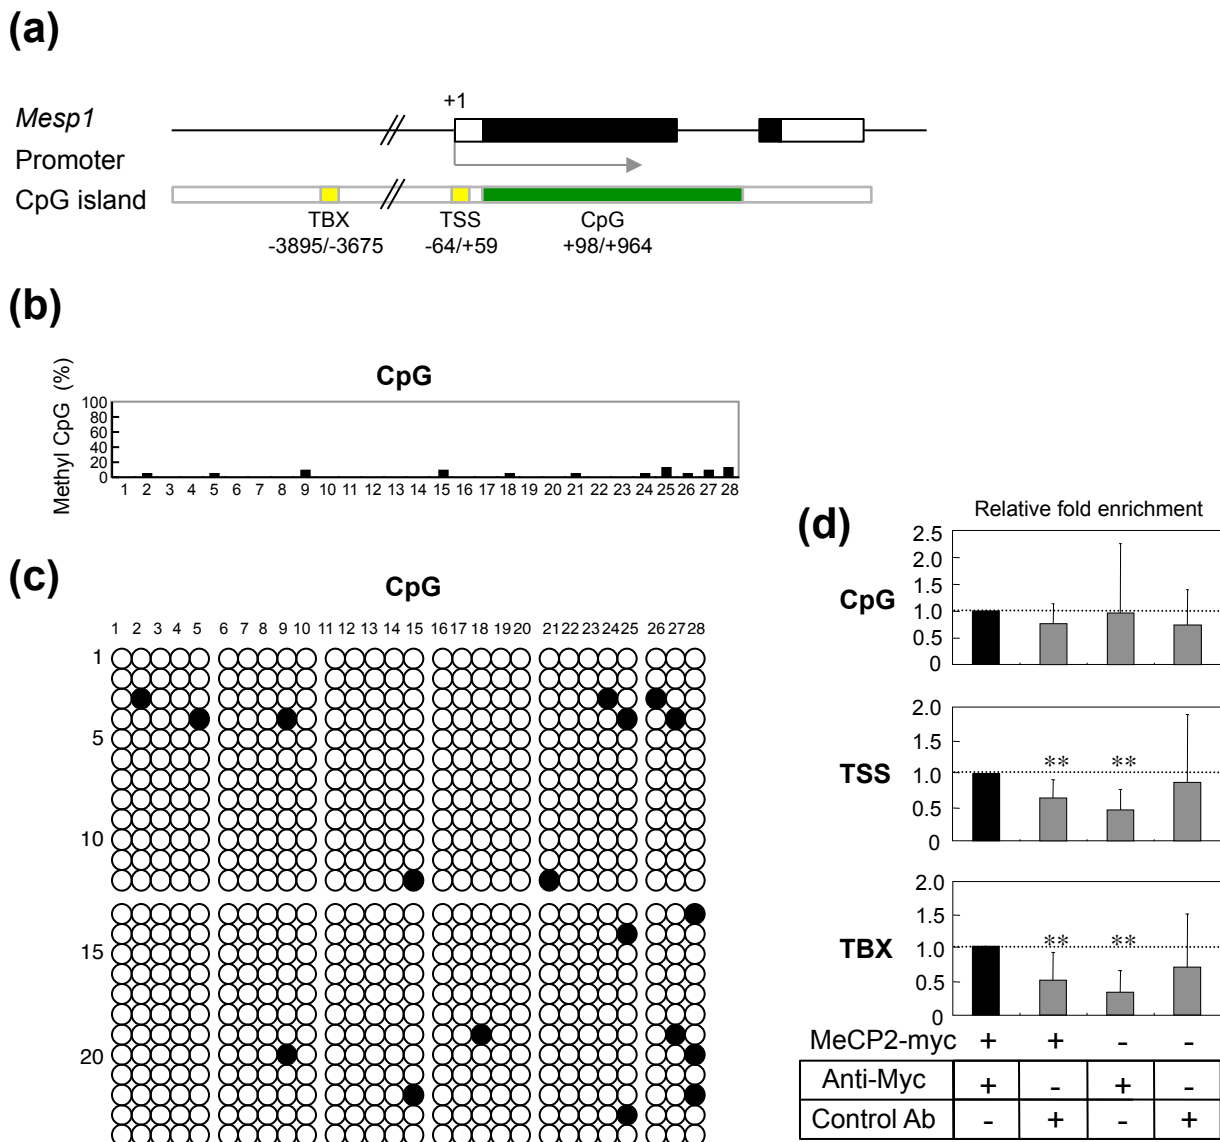 (a)
+1
Mesp1
Promoter
CpG island
TBX TSS CpG
-3895/-3675 -64/+59 +98/+964
(b)
CpG
Methyl CpG (%)
100
80
60
40
20
0
1 2 3 4 5 6 7 8 9 10 11 12 13 14 15 16 17 18 19 20 21 22 23 24 25 26 27 28
(c)
CpG
1 2 3 4 5 6 7 8 9 10 11 12 13 14 15 16 17 18 19 20 21 22 23 24 25 26 27 28
1
5
10
15
20
(d)
Relative fold enrichment
CpG
2.5
2.0
1.5
1.0
0.5
0
TSS
2.0
1.5
1.0
0.5
0
** **
TBX
2.0
1.5
1.0
0.5
0
** **
MeCP2-myc + + - -
Anti-Myc + - + -
Control Ab - + - +